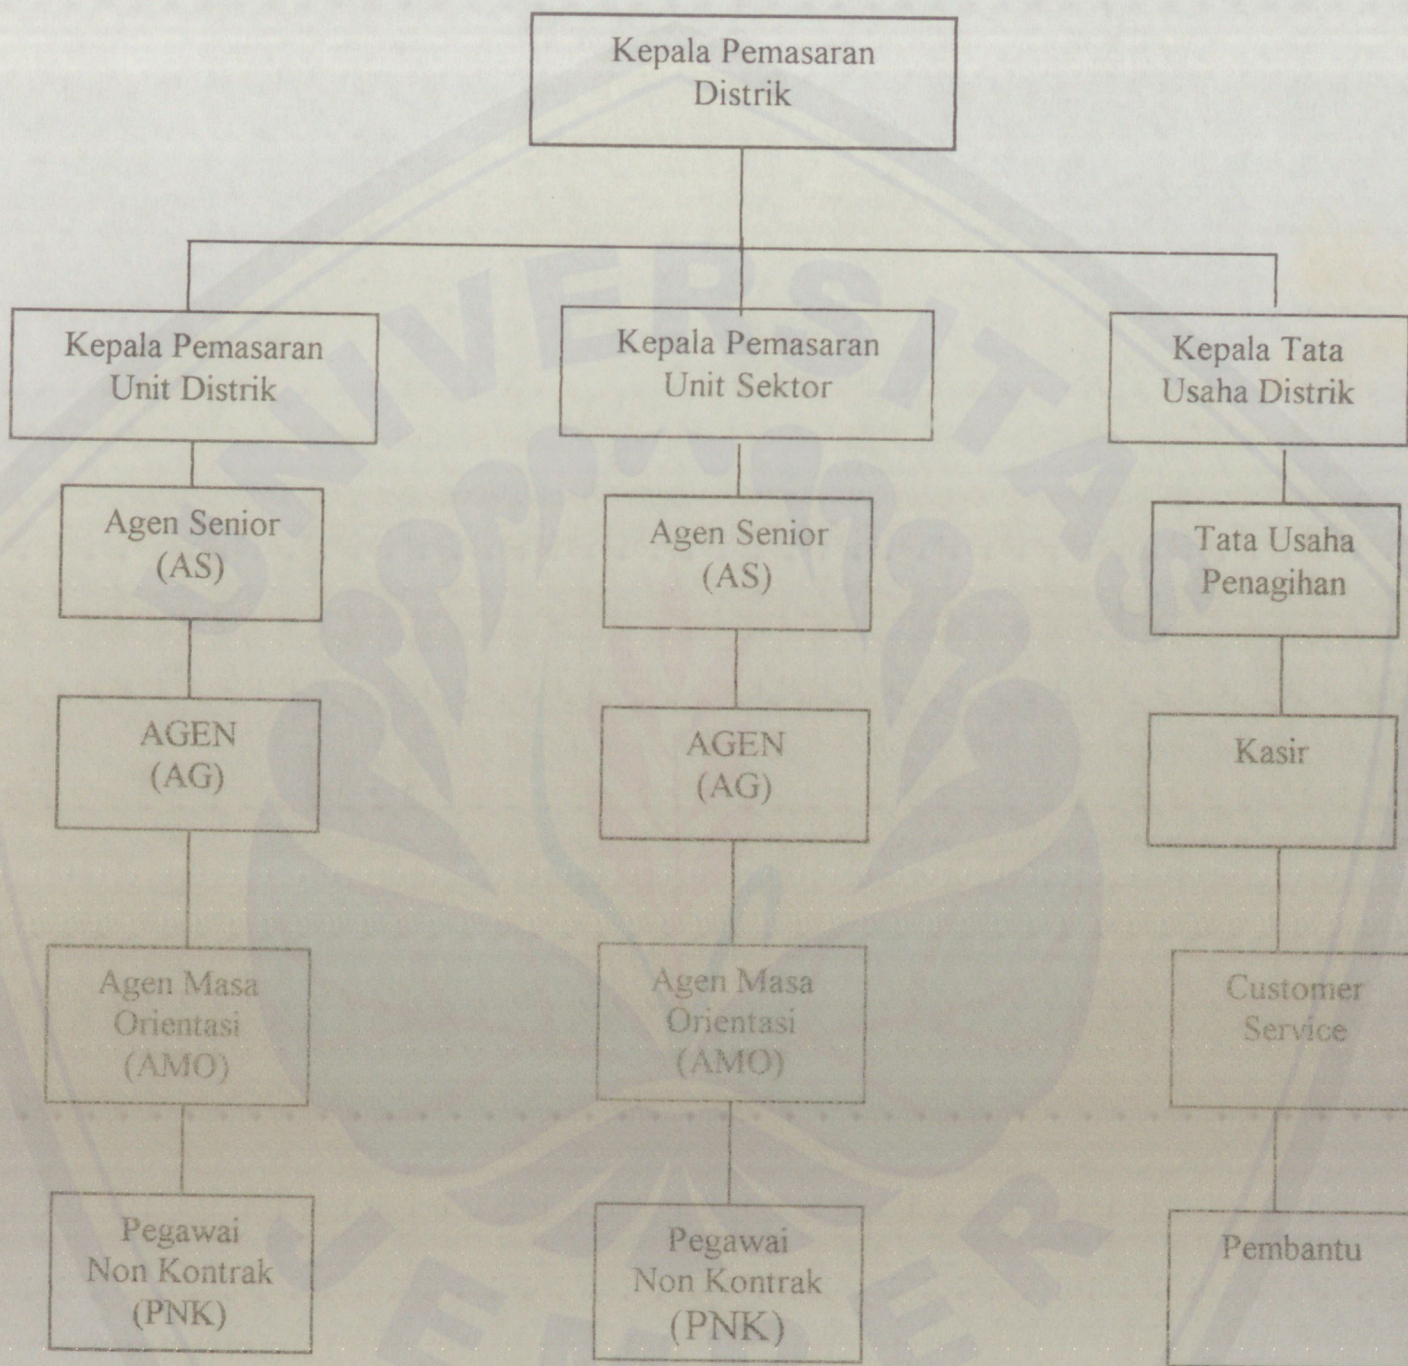 Kepala Pemasaran
Distrik
Kepala Pemasaran
Unit Distrik
Kepala Pemasaran
Unit Sektor
Kepala Tata
Usaha Distrik
Agen Senior
(AS)
Agen Senior
(AS)
Tata Usaha
Penagihan
AGEN
(AG)
AGEN
(AG)
Kasir
Agen Masa
Orientasi
(AMO)
Agen Masa
Orientasi
(AMO)
Customer
Service
Pegawai
Non Kontrak
(PNK)
Pegawai
Non Kontrak
(PNK)
Pembantu
UNIVERSITAS
JEMBER